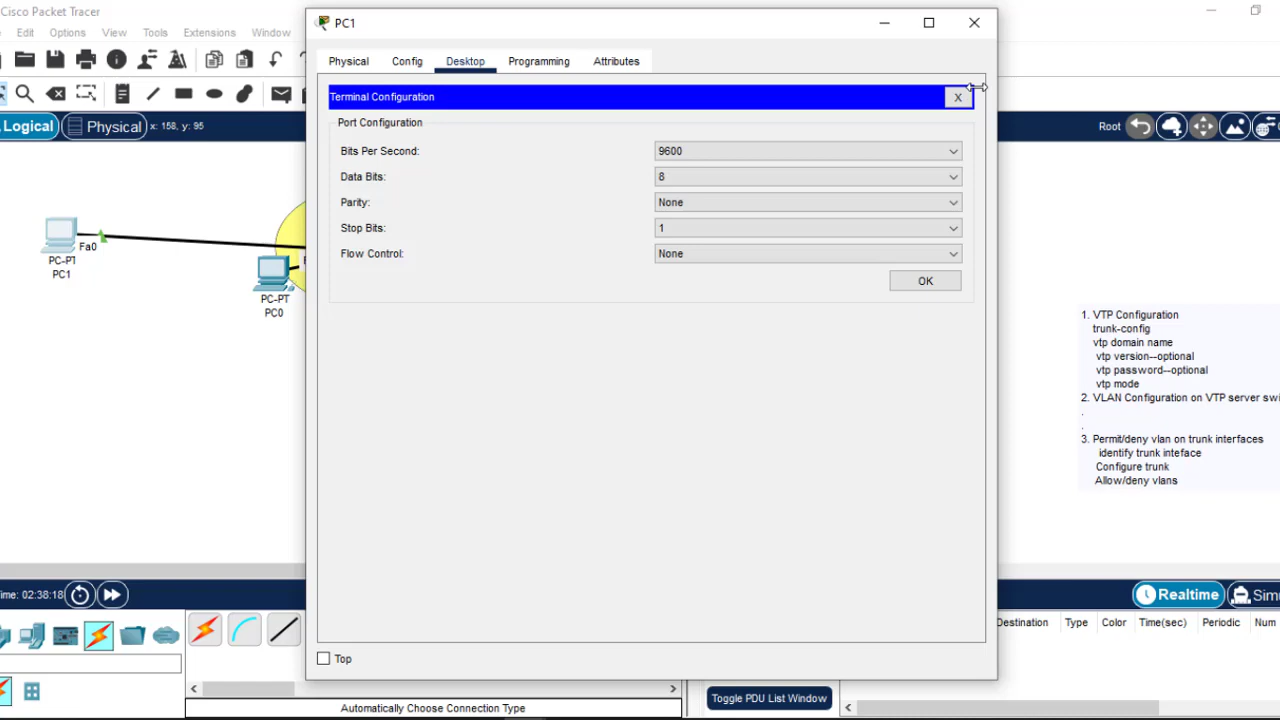 Cisco Packet Tracer
PC1
Edit Options View Tools Extensions Window
Physical Config Desktop Programming Attributes
Terminal Configuration X
Port Configuration
Logical Physical x: 158, y: 95
Root
Bits Per Second: 9600
Data Bits: 8
Parity: None
Stop Bits: 1
Flow Control: None
OK
Fa0
PC-PT
PC1
PC-PT
PC0
1. VTP Configuration
trunk-config
vtp domain name
vtp version--optional
vtp password--optional
vtp mode
2. VLAN Configuration on VTP server swi
.
.
3. Permit/deny vlan on trunk interfaces
identify trunk inteface
Configure trunk
Allow/deny vlans
ime: 02:38:18
Realtime Sim
Destination Type Color Time(sec) Periodic Num
Top
Toggle PDU List Window
Automatically Choose Connection Type